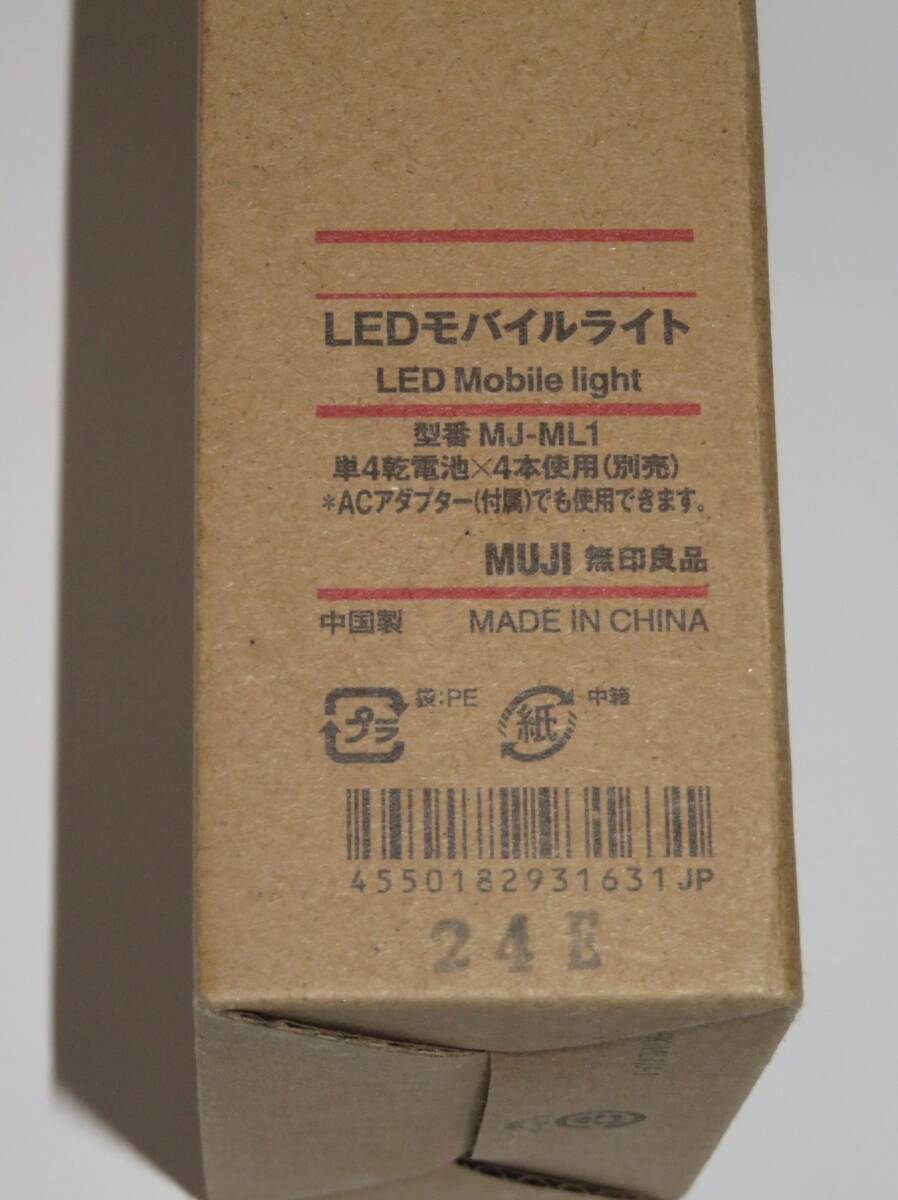 LEDモバイルライト
LED Mobile light
型番 MJ-ML1
単4乾電池×4本使用(別売)
*ACアダプター(付属)でも使用できます。
MUJI 無印良品
中国製 MADE IN CHINA
プラ 袋:PE 紙 中箱
4550182931631JP
24E